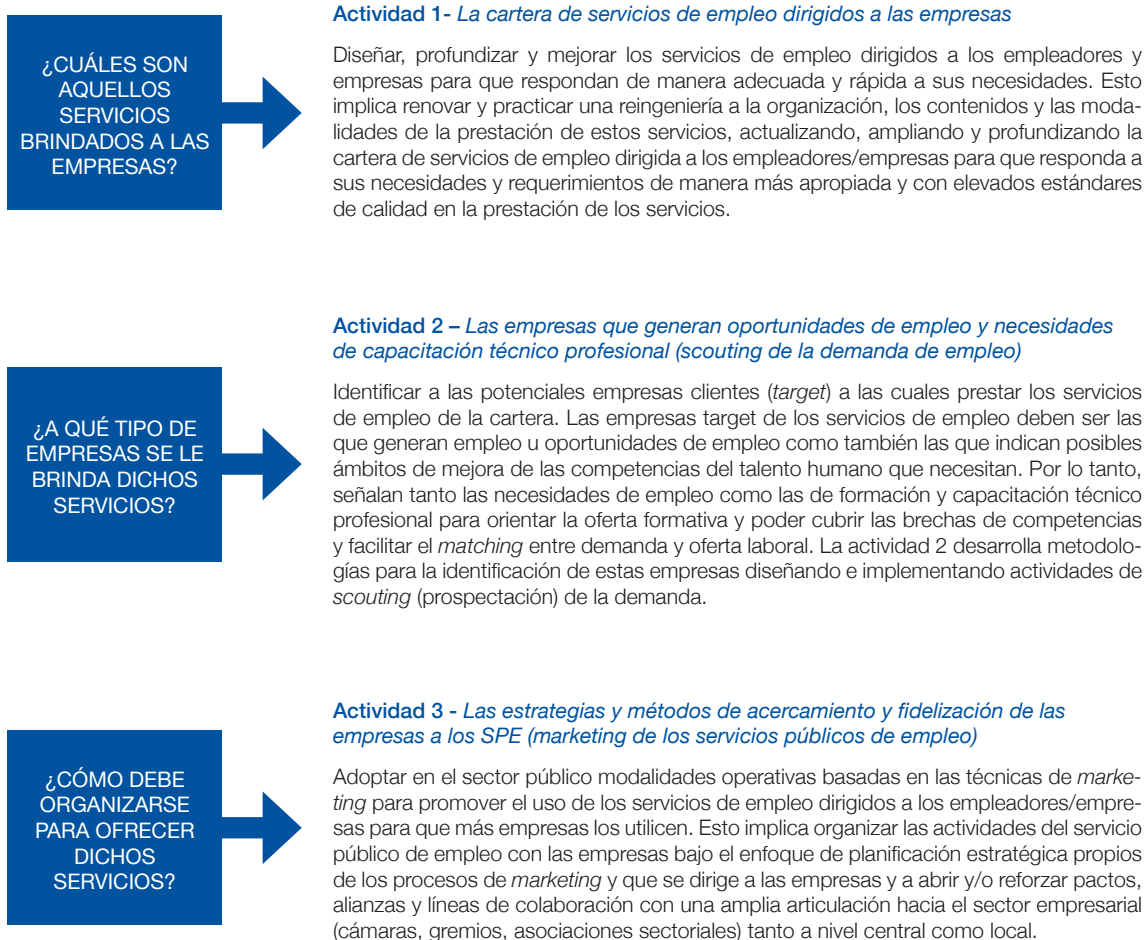 ¿CUÁLES SON
AQUELLOS
SERVICIOS
BRINDADOS A LAS
EMPRESAS?
Actividad 1- La cartera de servicios de empleo dirigidos a las empresas
Diseñar, profundizar y mejorar los servicios de empleo dirigidos a los empleadores y
empresas para que respondan de manera adecuada y rápida a sus necesidades. Esto
implica renovar y practicar una reingeniería a la organización, los contenidos y las moda-
lidades de la prestación de estos servicios, actualizando, ampliando y profundizando la
cartera de servicios de empleo dirigida a los empleadores/empresas para que responda a
sus necesidades y requerimientos de manera más apropiada y con elevados estándares
de calidad en la prestación de los servicios.
¿A QUÉ TIPO DE
EMPRESAS SE LE
BRINDA DICHOS
SERVICIOS?
Actividad 2 – Las empresas que generan oportunidades de empleo y necesidades
de capacitación técnico profesional (scouting de la demanda de empleo)
Identificar a las potenciales empresas clientes (target) a las cuales prestar los servicios
de empleo de la cartera. Las empresas target de los servicios de empleo deben ser las
que generan empleo u oportunidades de empleo como también las que indican posibles
ámbitos de mejora de las competencias del talento humano que necesitan. Por lo tanto,
señalan tanto las necesidades de empleo como las de formación y capacitación técnico
profesional para orientar la oferta formativa y poder cubrir las brechas de competencias
y facilitar el matching entre demanda y oferta laboral. La actividad 2 desarrolla metodolo-
gías para la identificación de estas empresas diseñando e implementando actividades de
scouting (prospectación) de la demanda.
¿CÓMO DEBE
ORGANIZARSE
PARA OFRECER
DICHOS
SERVICIOS?
Actividad 3 - Las estrategias y métodos de acercamiento y fidelización de las
empresas a los SPE (marketing de los servicios públicos de empleo)
Adoptar en el sector público modalidades operativas basadas en las técnicas de marke-
ting para promover el uso de los servicios de empleo dirigidos a los empleadores/empre-
sas para que más empresas los utilicen. Esto implica organizar las actividades del servicio
público de empleo con las empresas bajo el enfoque de planificación estratégica propios
de los procesos de marketing y que se dirige a las empresas y a abrir y/o reforzar pactos,
alianzas y líneas de colaboración con una amplia articulación hacia el sector empresarial
(cámaras, gremios, asociaciones sectoriales) tanto a nivel central como local.